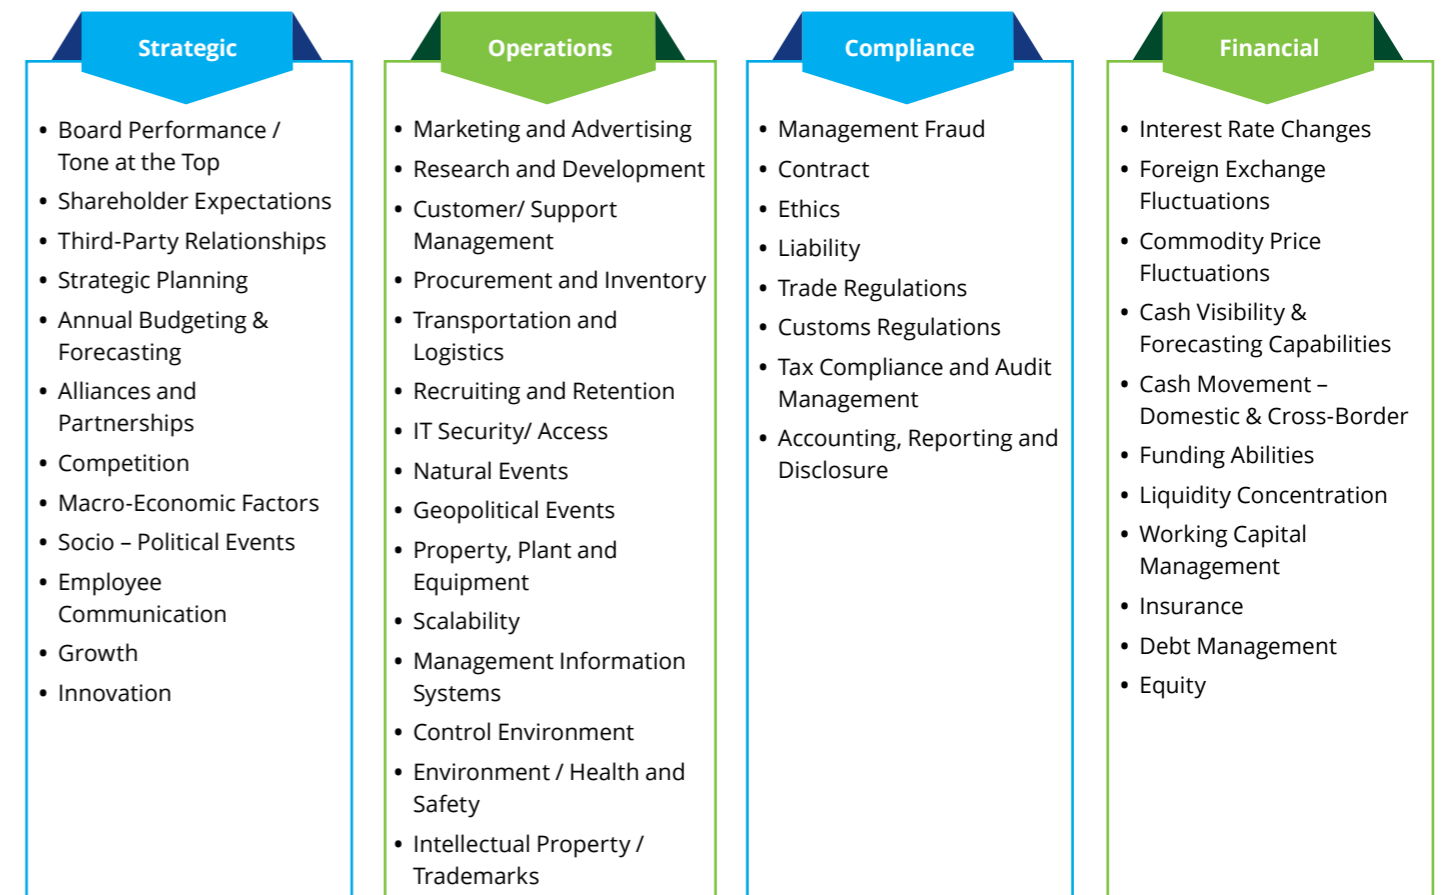 Strategic
• Board Performance /
Tone at the Top
• Shareholder Expectations
• Third-Party Relationships
• Strategic Planning
• Annual Budgeting &
Forecasting
• Alliances and
Partnerships
• Competition
• Macro-Economic Factors
• Socio – Political Events
• Employee
Communication
• Growth
• Innovation
Operations
• Marketing and Advertising
• Research and Development
• Customer/ Support
Management
• Procurement and Inventory
• Transportation and
Logistics
• Recruiting and Retention
• IT Security/ Access
• Natural Events
• Geopolitical Events
• Property, Plant and
Equipment
• Scalability
• Management Information
Systems
• Control Environment
• Environment / Health and
Safety
• Intellectual Property /
Trademarks
Compliance
• Management Fraud
• Contract
• Ethics
• Liability
• Trade Regulations
• Customs Regulations
• Tax Compliance and Audit
Management
• Accounting, Reporting and
Disclosure
Financial
• Interest Rate Changes
• Foreign Exchange
Fluctuations
• Commodity Price
Fluctuations
• Cash Visibility &
Forecasting Capabilities
• Cash Movement –
Domestic & Cross-Border
• Funding Abilities
• Liquidity Concentration
• Working Capital
Management
• Insurance
• Debt Management
• Equity